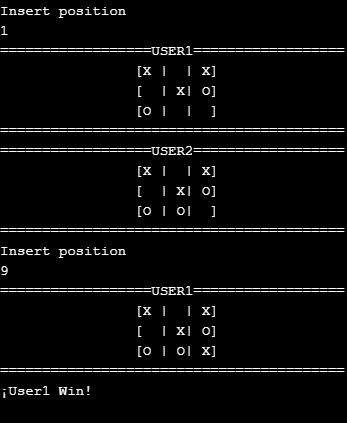 Insert position
1
==================USER1==================
[X |  | X]
[  | X| O]
[O |  |  ]
=========================================
==================USER2==================
[X |  | X]
[  | X| O]
[O | O|  ]
=========================================
Insert position
9
==================USER1==================
[X |  | X]
[  | X| O]
[O | O| X]
=========================================
¡User1 Win!